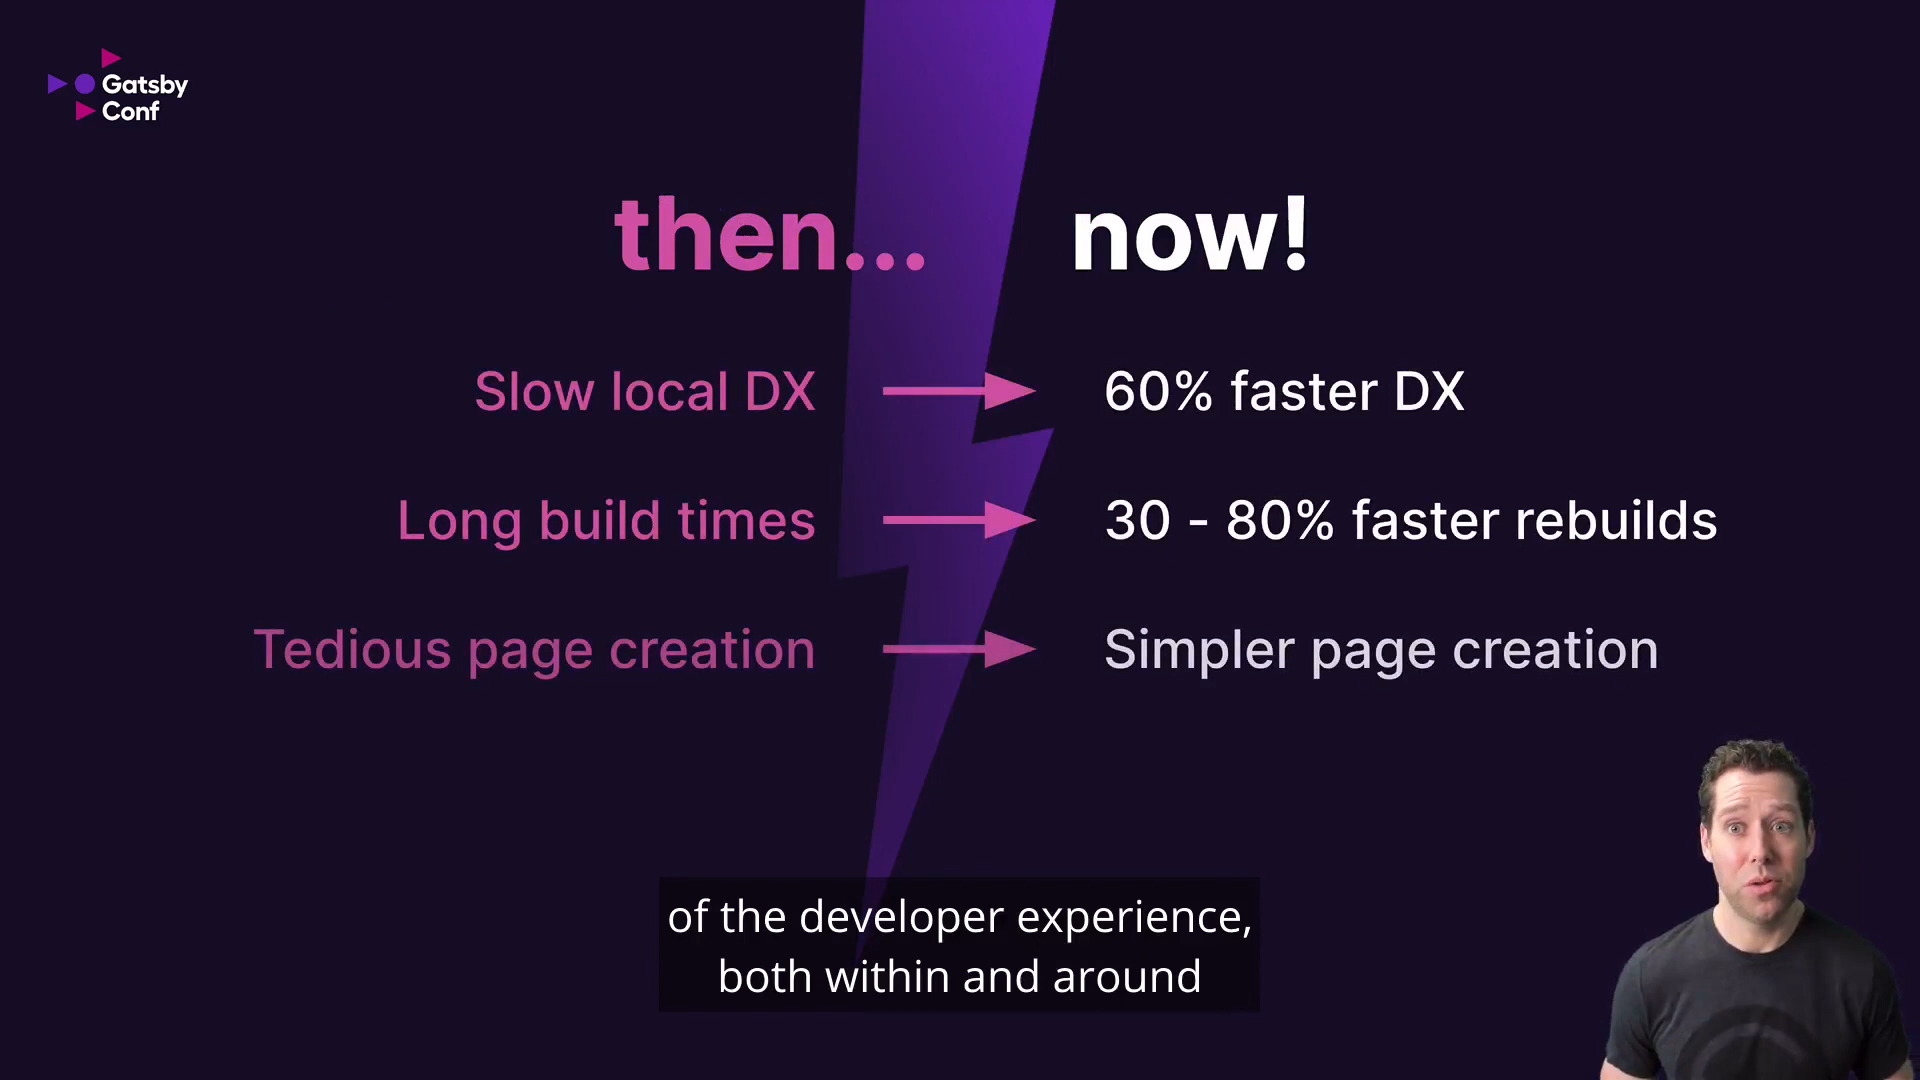 Gatsby
Conf
then... now!
Slow local DX 60% faster DX
Long build times 30 - 80% faster rebuilds
Tedious page creation Simpler page creation
of the developer experience,
both within and around